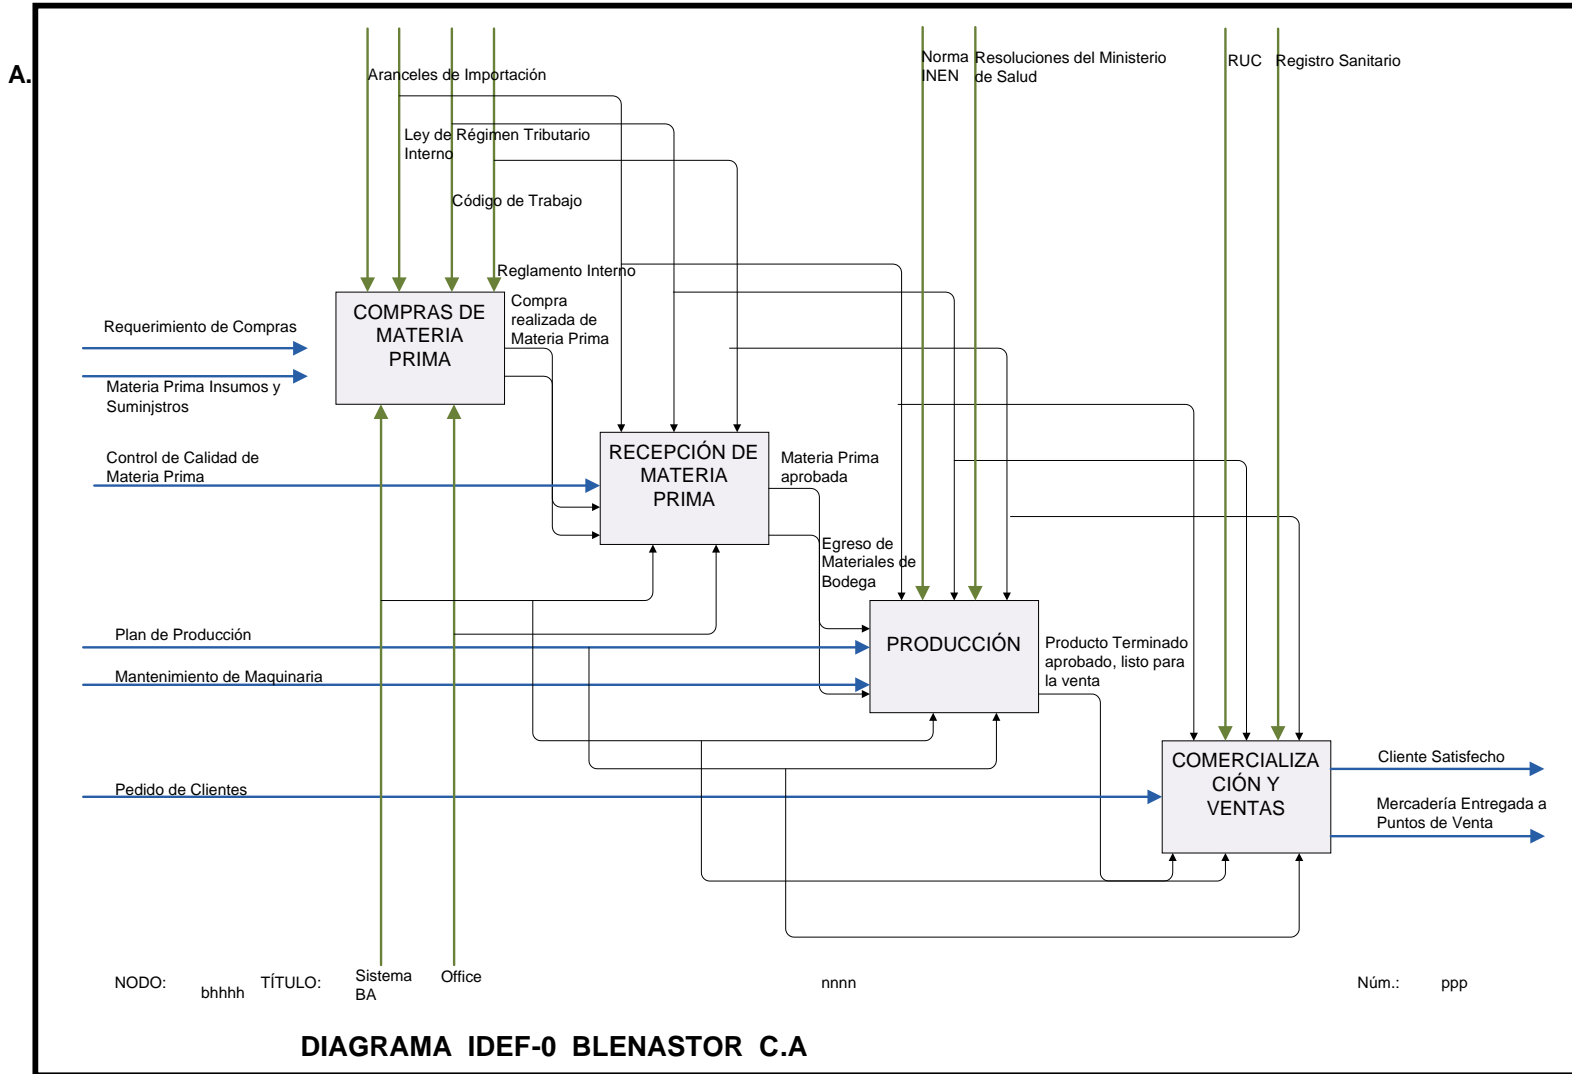 A.
Aranceles de Importación
Norma
INEN
Resoluciones del Ministerio
de Salud
RUC
Registro Sanitario
Ley de Régimen Tributario
Interno
Código de Trabajo
Reglamento Interno
COMPRAS DE
MATERIA
PRIMA
Compra
realizada de
Materia Prima
Requerimiento de Compras
Materia Prima Insumos y
Suminjstros
Control de Calidad de
Materia Prima
RECEPCIÓN DE
MATERIA
PRIMA
Materia Prima
aprobada
Egreso de
Materiales de
Bodega
Plan de Producción
Mantenimiento de Maquinaria
PRODUCCIÓN
Producto Terminado
aprobado, listo para
la venta
Pedido de Clientes
COMERCIALIZA
CIÓN Y
VENTAS
Cliente Satisfecho
Mercadería Entregada a
Puntos de Venta
NODO:
bhhhh
TÍTULO:
Sistema
BA
Office
nnnn
Núm.:
ppp
DIAGRAMA IDEF-0 BLENASTOR C.A